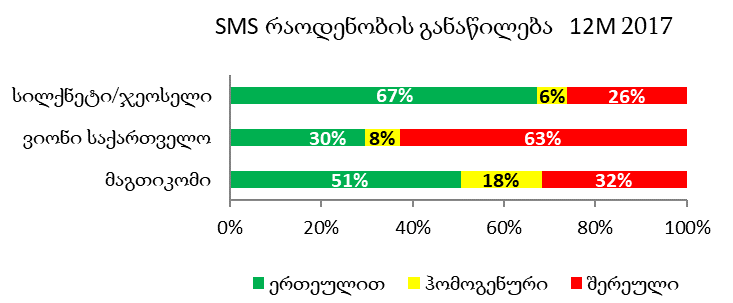 SMS რაოდენობის განაწილება 12M 2017
სილქნეტი/ჯეოსელი
67% 6% 26%
ვიონი საქართველო
30% 8% 63%
მაგთიკომი
51% 18% 32%
0% 20% 40% 60% 80% 100%
ერთეულით ჰომოგენური შერეული